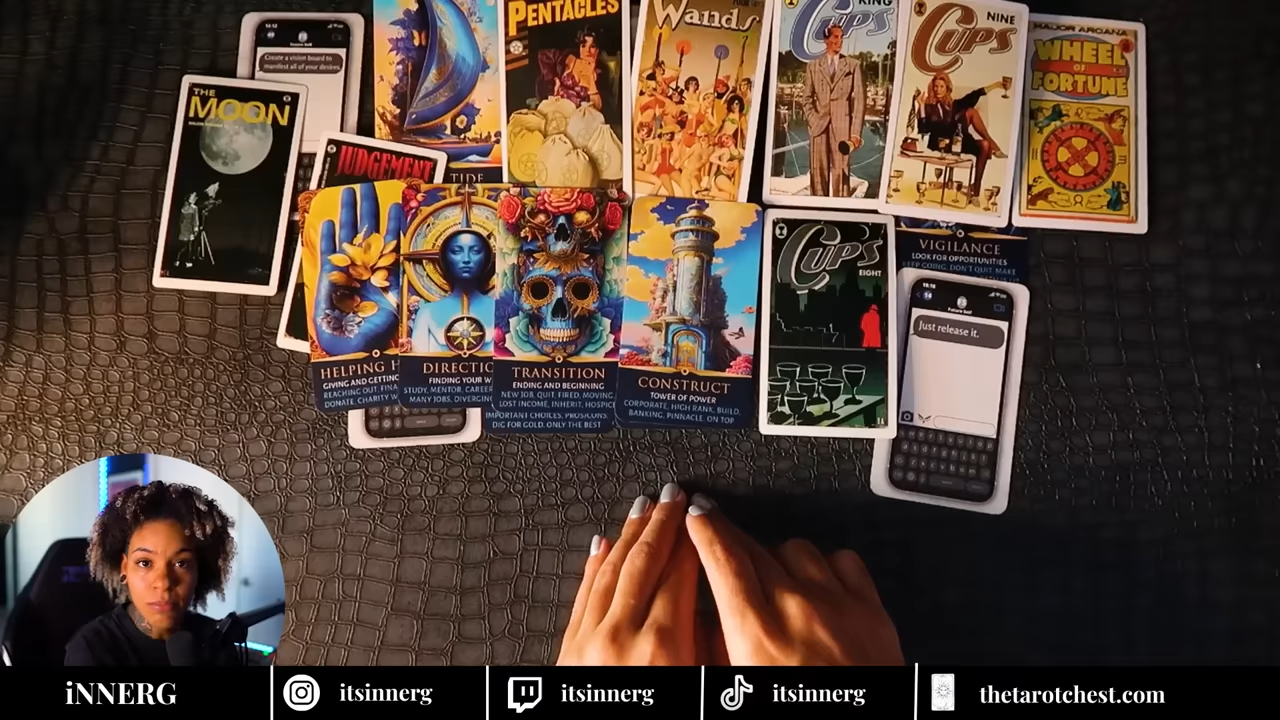 Create a vision board to
manifest all of your desires.
THE
MOON
JUDGEMENT
TIDE
PENTACLES
Wands
KING
Cups
NINE
Cups
MAJOR ARCANA
WHEEL
OF
FORTUNE
Cups
EIGHT
VIGILANCE
LOOK FOR OPPORTUNITIES
KEEP GOING, DON'T QUIT, MAKE
Future Self
Just release it.
HELPING H
GIVING AND GETTING
REACHING OUT, FINA
DONATE, CHARITY W
DIRECTIO
FINDING YOUR W
STUDY, MENTOR, CAREER
MANY JOBS, DIVERGING
TRANSITION
ENDING AND BEGINNING
NEW JOB, QUIT, FIRED, MOVING,
LOST INCOME, INHERIT, HOSPICE
IMPORTANT CHOICES, PROS/CONS,
DIG FOR GOLD, ONLY THE BEST
CONSTRUCT
TOWER OF POWER
CORPORATE, HIGH RANK, BUILD,
BANKING, PINNACLE, ON TOP
iNNERG
itsinnerg
itsinnerg
itsinnerg
thetarotchest.com